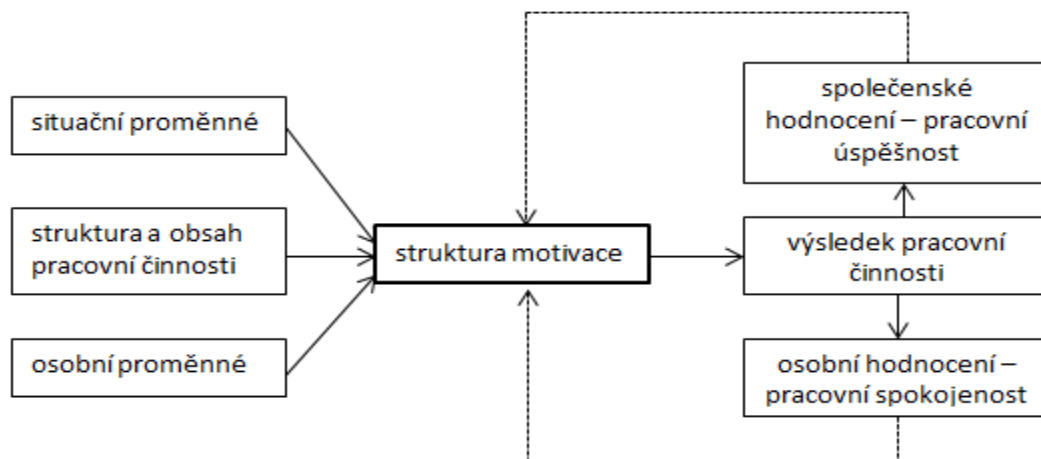 situační proměnné
struktura a obsah
pracovní činnosti
osobní proměnné
struktura motivace
společenské
hodnocení – pracovní
úspěšnost
výsledek pracovní
činnosti
osobní hodnocení –
pracovní spokojenost